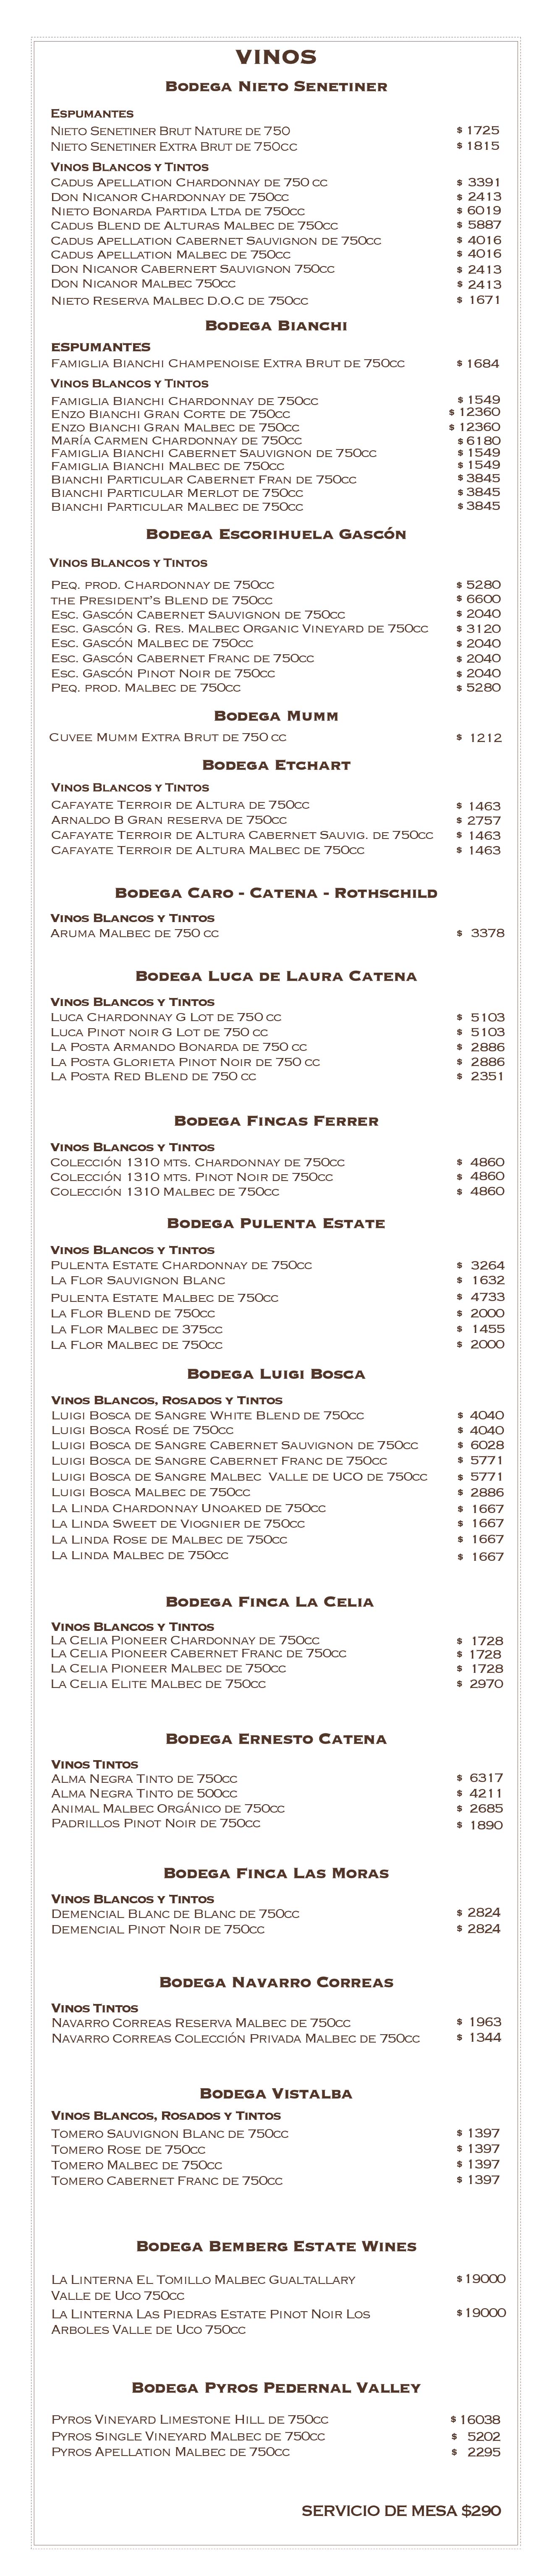 VINOS
Bodega Nieto Senetiner
Espumantes
Nieto Senetiner Brut Nature de 750 $ 1725
Nieto Senetiner Extra Brut de 750cc $ 1815
Vinos Blancos y Tintos
Cadus Apellation Chardonnay de 750 cc $ 3391
Don Nicanor Chardonnay de 750cc $ 2413
Nieto Bonarda Partida Ltda de 750cc $ 6019
Cadus Blend de Alturas Malbec de 750cc $ 5887
Cadus Apellation Cabernet Sauvignon de 750cc $ 4016
Cadus Apellation Malbec de 750cc $ 4016
Don Nicanor Cabernert Sauvignon 750cc $ 2413
Don Nicanor Malbec 750cc $ 2413
Nieto Reserva Malbec D.O.C de 750cc $ 1671
Bodega Bianchi
ESPUMANTES
Famiglia Bianchi Champenoise Extra Brut de 750cc $ 1684
Vinos Blancos y Tintos
Famiglia Bianchi Chardonnay de 750cc $ 1549
Enzo Bianchi Gran Corte de 750cc $ 12360
Enzo Bianchi Gran Malbec de 750cc $ 12360
María Carmen Chardonnay de 750cc $ 6180
Famiglia Bianchi Cabernet Sauvignon de 750cc $ 1549
Famiglia Bianchi Malbec de 750cc $ 1549
Bianchi Particular Cabernet Fran de 750cc $ 3845
Bianchi Particular Merlot de 750cc $ 3845
Bianchi Particular Malbec de 750cc $ 3845
Bodega Escorihuela Gascón
Vinos Blancos y Tintos
Peq. prod. Chardonnay de 750cc $ 5280
the President's Blend de 750cc $ 6600
Esc. Gascón Cabernet Sauvignon de 750cc $ 2040
Esc. Gascón G. Res. Malbec Organic Vineyard de 750cc $ 3120
Esc. Gascón Malbec de 750cc $ 2040
Esc. Gascón Cabernet Franc de 750cc $ 2040
Esc. Gascón Pinot Noir de 750cc $ 2040
Peq. prod. Malbec de 750cc $ 5280
Bodega Mumm
Cuvee Mumm Extra Brut de 750 cc $ 1212
Bodega Etchart
Vinos Blancos y Tintos
Cafayate Terroir de Altura de 750cc $ 1463
Arnaldo B Gran reserva de 750cc $ 2757
Cafayate Terroir de Altura Cabernet Sauvig. de 750cc $ 1463
Cafayate Terroir de Altura Malbec de 750cc $ 1463
Bodega Caro - Catena - Rothschild
Vinos Blancos y Tintos
Aruma Malbec de 750 cc $ 3378
Bodega Luca de Laura Catena
Vinos Blancos y Tintos
Luca Chardonnay G Lot de 750 cc $ 5103
Luca Pinot noir G Lot de 750 cc $ 5103
La Posta Armando Bonarda de 750 cc $ 2886
La Posta Glorieta Pinot Noir de 750 cc $ 2886
La Posta Red Blend de 750 cc $ 2351
Bodega Fincas Ferrer
Vinos Blancos y Tintos
Colección 1310 mts. Chardonnay de 750cc $ 4860
Colección 1310 mts. Pinot Noir de 750cc $ 4860
Colección 1310 Malbec de 750cc $ 4860
Bodega Pulenta Estate
Vinos Blancos y Tintos
Pulenta Estate Chardonnay de 750cc $ 3264
La Flor Sauvignon Blanc $ 1632
Pulenta Estate Malbec de 750cc $ 4733
La Flor Blend de 750cc $ 2000
La Flor Malbec de 375cc $ 1455
La Flor Malbec de 750cc $ 2000
Bodega Luigi Bosca
Vinos Blancos, Rosados y Tintos
Luigi Bosca de Sangre White Blend de 750cc $ 4040
Luigi Bosca Rosé de 750cc $ 4040
Luigi Bosca de Sangre Cabernet Sauvignon de 750cc $ 6028
Luigi Bosca de Sangre Cabernet Franc de 750cc $ 5771
Luigi Bosca de Sangre Malbec Valle de UCO de 750cc $ 5771
Luigi Bosca Malbec de 750cc $ 2886
La Linda Chardonnay Unoaked de 750cc $ 1667
La Linda Sweet de Viognier de 750cc $ 1667
La Linda Rose de Malbec de 750cc $ 1667
La Linda Malbec de 750cc $ 1667
Bodega Finca La Celia
Vinos Blancos y Tintos
La Celia Pioneer Chardonnay de 750cc $ 1728
La Celia Pioneer Cabernet Franc de 750cc $ 1728
La Celia Pioneer Malbec de 750cc $ 1728
La Celia Elite Malbec de 750cc $ 2970
Bodega Ernesto Catena
Vinos Tintos
Alma Negra Tinto de 750cc $ 6317
Alma Negra Tinto de 500cc $ 4211
Animal Malbec Orgánico de 750cc $ 2685
Padrillos Pinot Noir de 750cc $ 1890
Bodega Finca Las Moras
Vinos Blancos y Tintos
Demencial Blanc de Blanc de 750cc $ 2824
Demencial Pinot Noir de 750cc $ 2824
Bodega Navarro Correas
Vinos Tintos
Navarro Correas Reserva Malbec de 750cc $ 1963
Navarro Correas Colección Privada Malbec de 750cc $ 1344
Bodega Vistalba
Vinos Blancos, Rosados y Tintos
Tomero Sauvignon Blanc de 750cc $ 1397
Tomero Rose de 750cc $ 1397
Tomero Malbec de 750cc $ 1397
Tomero Cabernet Franc de 750cc $ 1397
Bodega Bemberg Estate Wines
La Linterna El Tomillo Malbec Gualtallary $19000
Valle de Uco 750cc
La Linterna Las Piedras Estate Pinot Noir Los $19000
Arboles Valle de Uco 750cc
Bodega Pyros Pedernal Valley
Pyros Vineyard Limestone Hill de 750cc $ 16038
Pyros Single Vineyard Malbec de 750cc $ 5202
Pyros Apellation Malbec de 750cc $ 2295
SERVICIO DE MESA $290